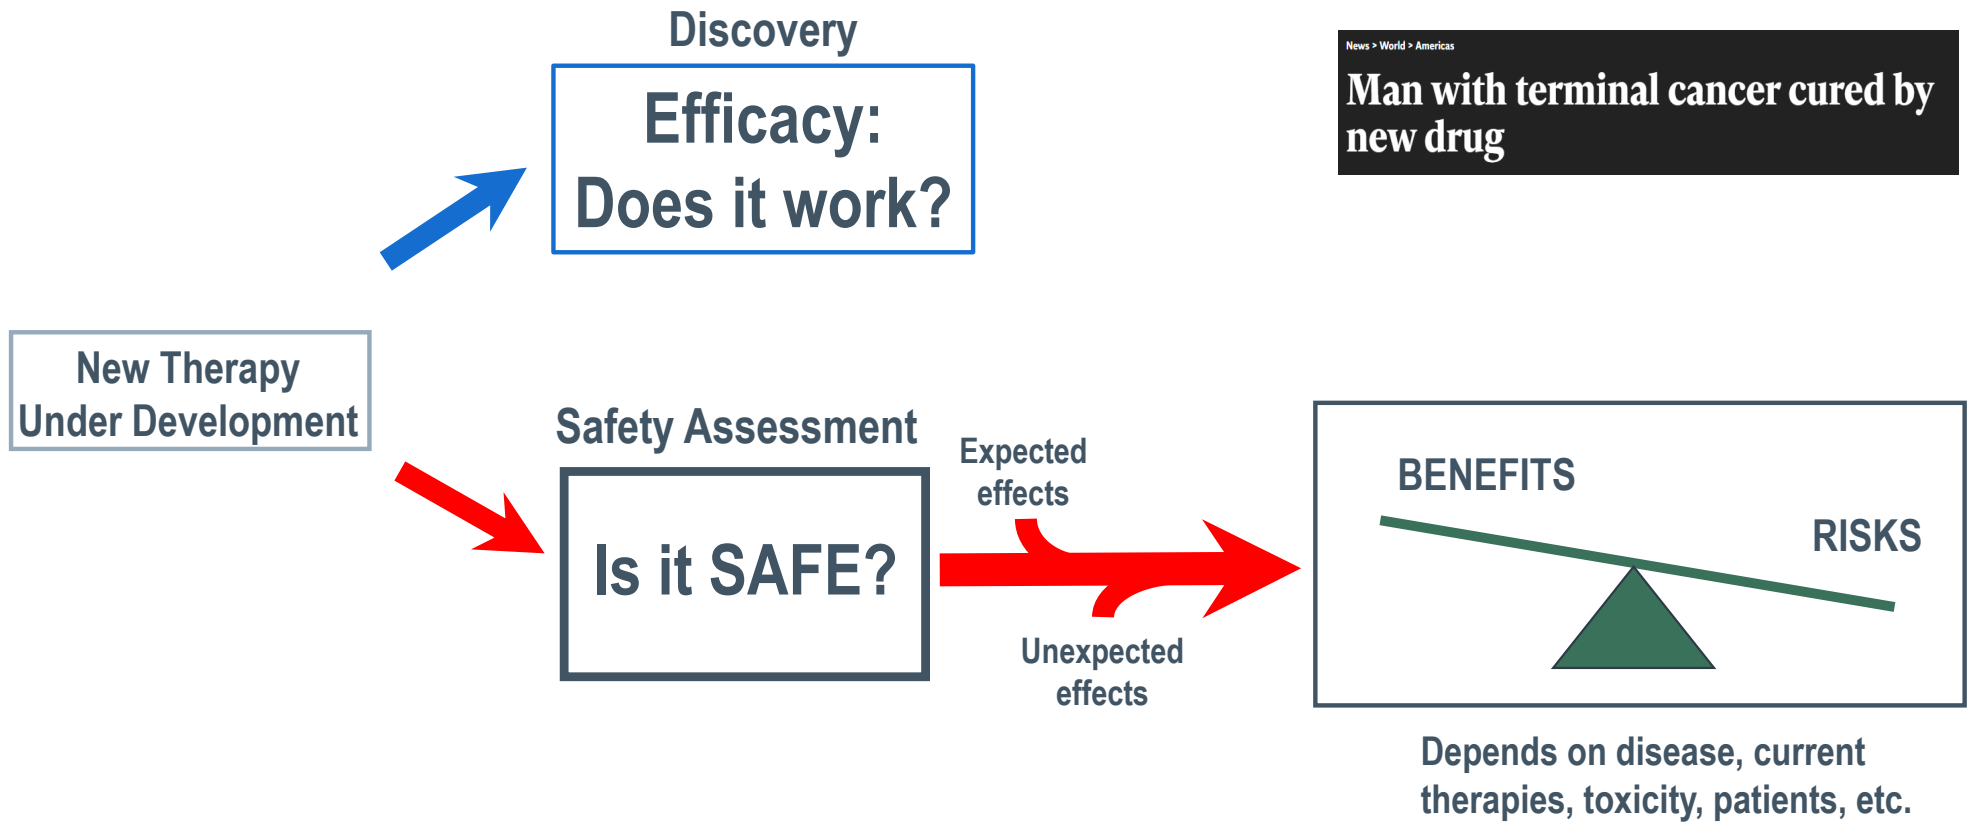 Discovery
Efficacy:
Does it work?
News > World > Americas
Man with terminal cancer cured by
new drug
New Therapy
Under Development
Safety Assessment
Is it SAFE?
Expected
effects
Unexpected
effects
BENEFITS
RISKS
Depends on disease, current
therapies, toxicity, patients, etc.